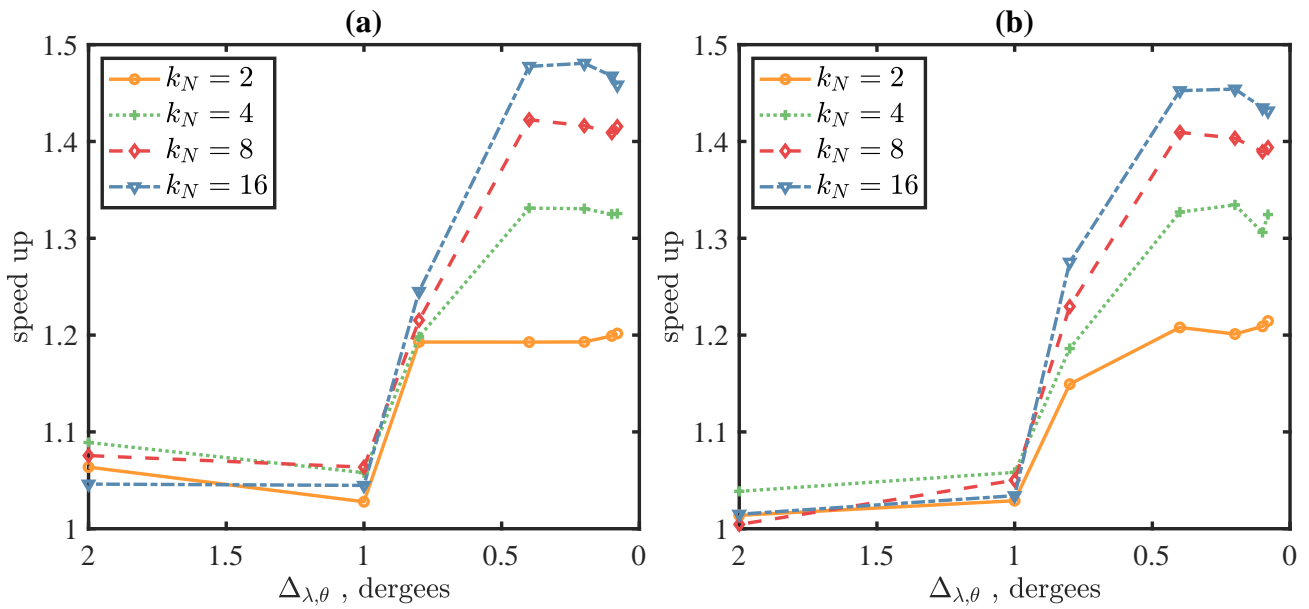 (a)
1.5
1.4
1.3
1.2
1.1
1
speed up
k_N = 2
k_N = 4
k_N = 8
k_N = 16
2 1.5 1 0.5 0
Δ_{λ,θ} , dergees
(b)
1.5
1.4
1.3
1.2
1.1
1
speed up
k_N = 2
k_N = 4
k_N = 8
k_N = 16
2 1.5 1 0.5 0
Δ_{λ,θ} , dergees